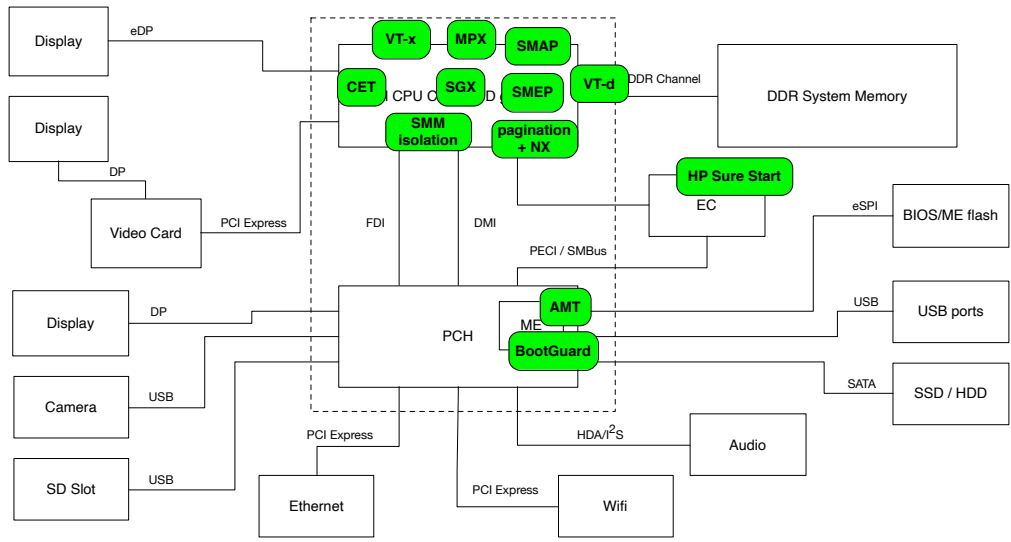 Display
eDP
VT-x
MPX
SMAP
CET
SGX
SMEP
VT-d
DDR Channel
DDR System Memory
CPU
SMM
isolation
pagination
+ NX
Display
DP
Video Card
PCI Express
FDI
DMI
HP Sure Start
EC
PECI / SMBus
eSPI
BIOS/ME flash
Display
DP
PCH
AMT
ME
BootGuard
USB
USB ports
Camera
USB
SATA
SSD / HDD
SD Slot
USB
PCI Express
Ethernet
PCI Express
Wifi
HDA/I2S
Audio